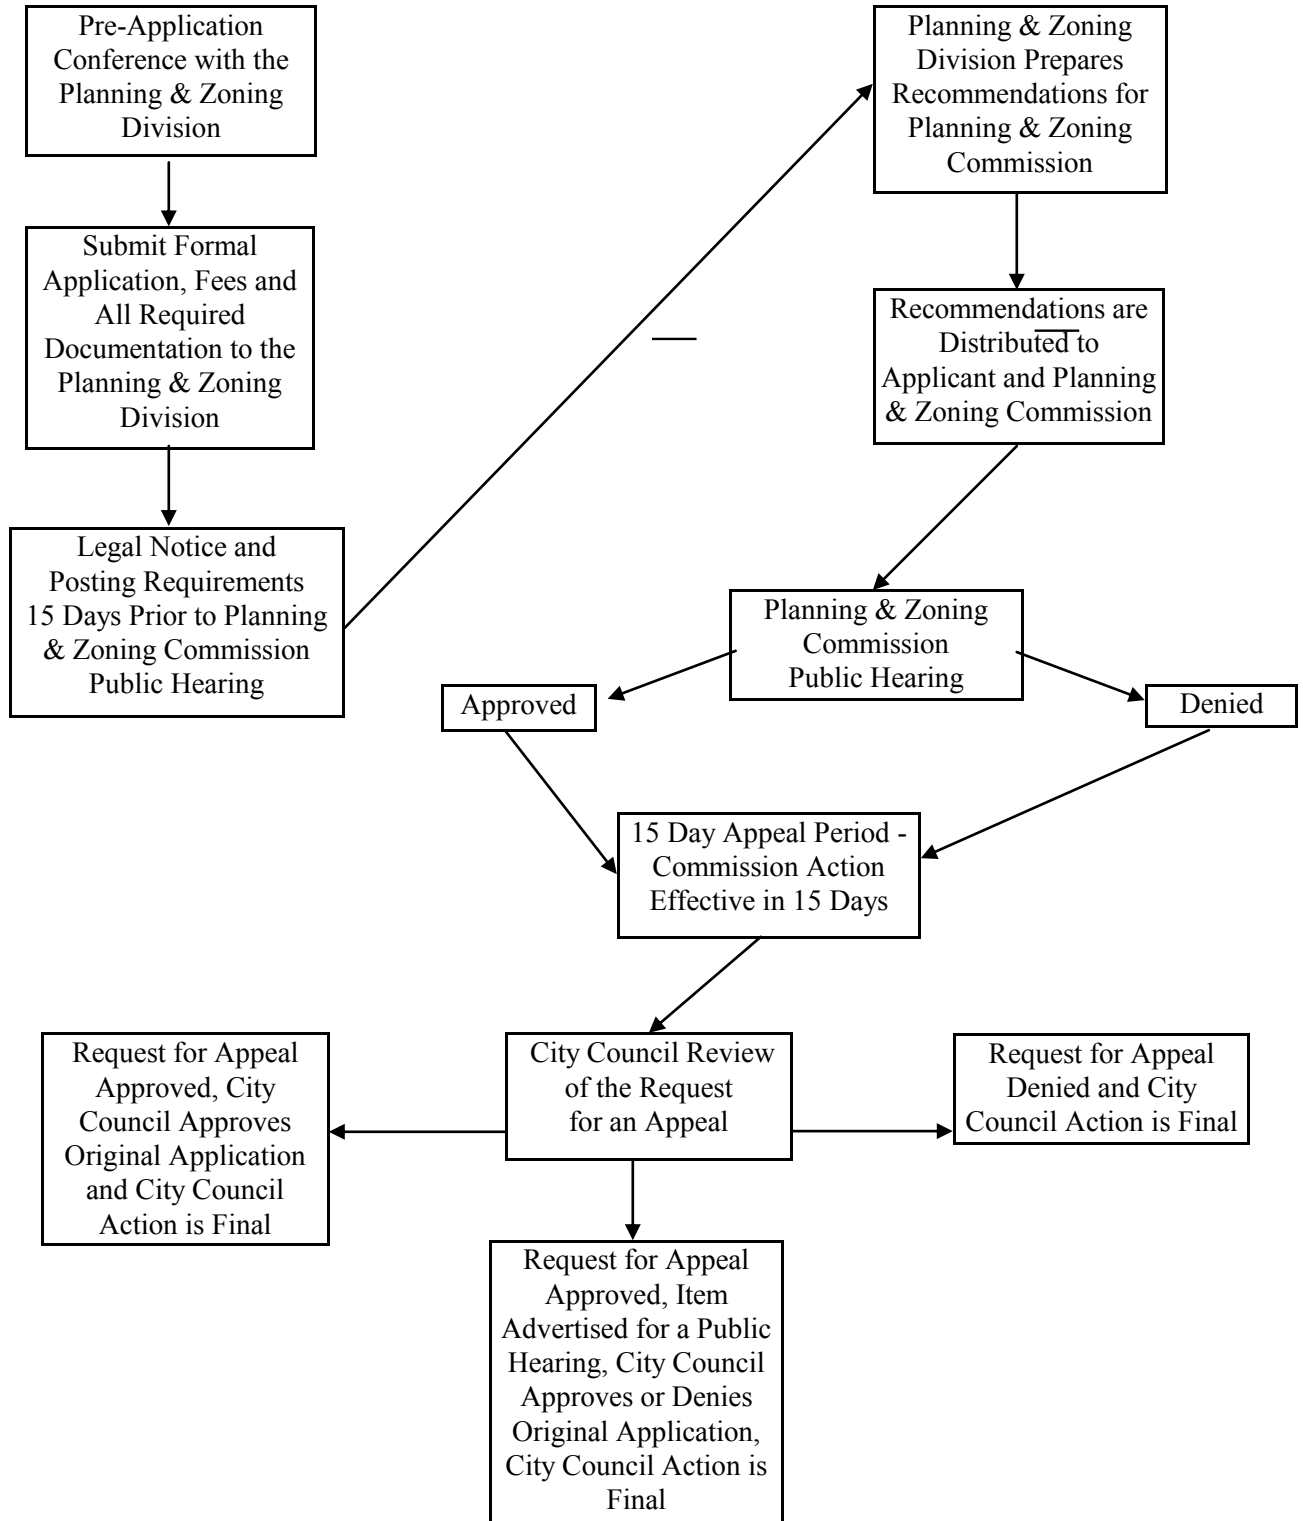 Pre-Application
Conference with the
Planning & Zoning
Division
Submit Formal
Application, Fees and
All Required
Documentation to the
Planning & Zoning
Division
Legal Notice and
Posting Requirements
15 Days Prior to Planning
& Zoning Commission
Public Hearing
Planning & Zoning
Division Prepares
Recommendations for
Planning & Zoning
Commission
Recommendations are
Distributed to
Applicant and Planning
& Zoning Commission
Planning & Zoning
Commission
Public Hearing
Approved
Denied
15 Day Appeal Period -
Commission Action
Effective in 15 Days
City Council Review
of the Request
for an Appeal
Request for Appeal
Approved, City
Council Approves
Original Application
and City Council
Action is Final
Request for Appeal
Denied and City
Council Action is Final
Request for Appeal
Approved, Item
Advertised for a Public
Hearing, City Council
Approves or Denies
Original Application,
City Council Action is
Final